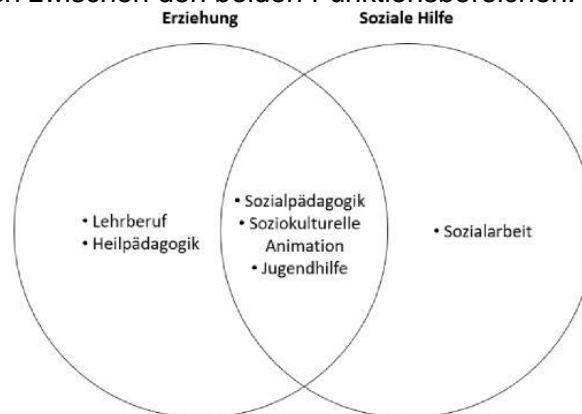 zwischen den beiden Funktionsbereichen.
Erziehung
Soziale Hilfe
• Lehrberuf
• Heilpädagogik
• Sozialpädagogik
• Soziokulturelle
Animation
• Jugendhilfe
• Sozialarbeit